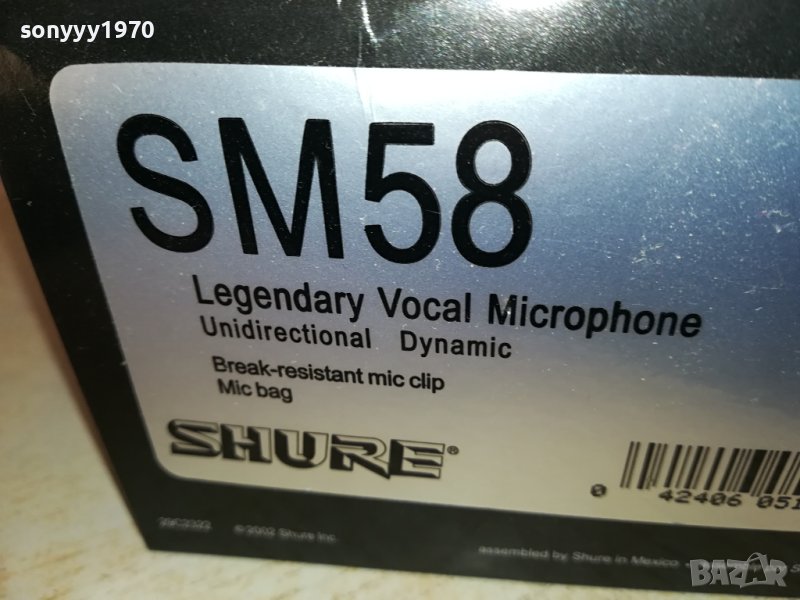 sonyyy1970
SM58
Legendary Vocal Microphone
Unidirectional Dynamic
Break-resistant mic clip
Mic bag
SHURE®
0 42406 051
©2002 Shure Inc.
assembled by Shure in Mexico
BAZAR